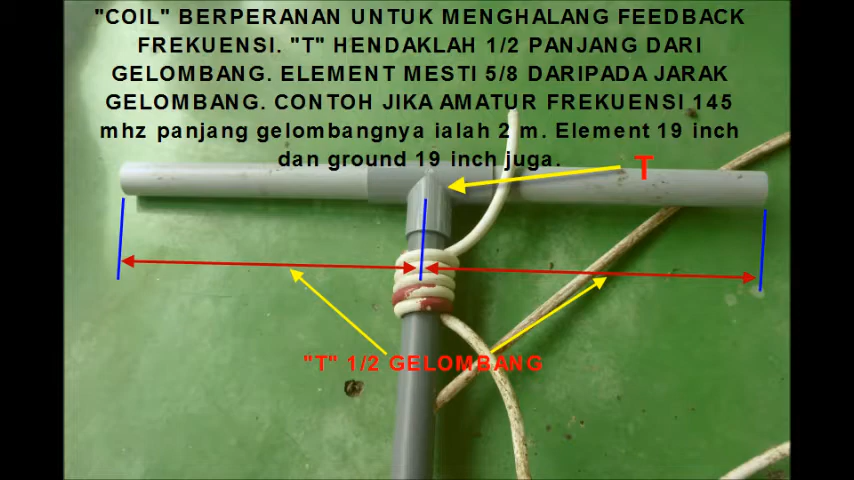 "COIL" BERPERANAN UNTUK MENGHALANG FEEDBACK
FREKUENSI. "T" HENDAKLAH 1/2 PANJANG DARI
GELOMBANG. ELEMENT MESTI 5/8 DARIPADA JARAK
GELOMBANG. CONTOH JIKA AMATUR FREKUENSI 145
mhz panjang gelombangnya ialah 2 m. Element 19 inch
dan ground 19 inch juga.
T
"T" 1/2 GELOMBANG